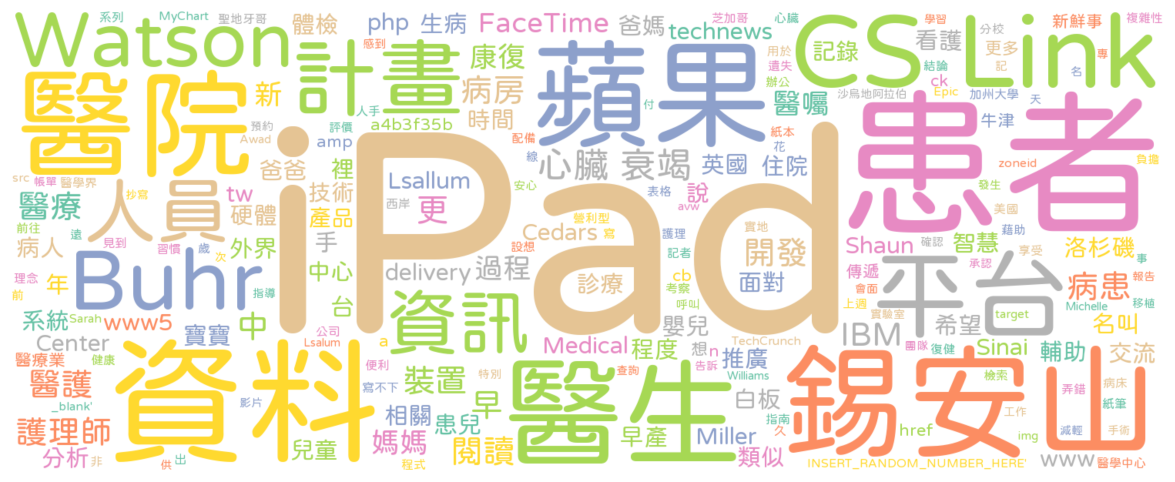 Watson 系列 MyChart 聖地牙哥 體檢 php 生病 FaceTime 爸媽 芝加哥 technews 心臟 CS Link 學習 分校 新鮮事 複雜性
醫院 計畫 感到 康復 蘋果 用於 遺失 記錄 看護 結論 更多 專
新 人手 病房 辦公 醫囑 ck 記 名
預約 評價 a4b3f35b 時間 配備 付 紙本 沙烏地阿拉伯 Epic 加州大學 天 患者
Awad amp 線 花 牛津 負擔
src 帳單 醫學界 抄寫 爸爸 裡 iPad 心臟 衰竭 英國 住院 zoneid
人員 tw 技術 Lsallum 安心 表格 說 發生
醫療 硬體 產品 西岸 更 營利型 寫 avw 實地 美國
前往 遠 見到 次 手 Cedars 護理 開發 Shaun 確認 智慧 藉助 洛杉磯
病人 習慣 歲 外界 設想 記者 傳遞 承認 享受 事
理念 年 指導 中心 delivery 過程 診療 cb 考察 面對 會面 平台 病患 報告
前 Buhr 台 呼叫 上週 Michelle 移植
系統 Sarah www5 寶寶 中 公司 資訊 嬰兒 實驗室 希望 target 名叫
Center Lsalum a Medical 程度 TechCrunch 想 n IBM 團隊 Sinai 輔助 交流
醫療業 健康 資料 便利 特別 醫生 查詢 告訴 推廣 復健
醫護 寫不下 裝置 Williams 錫安山 檢索 弄錯 病床
_blank' 影片 相關 患兒 早 白板 指南 減輕 紙筆
護理師 兒童 媽媽 閱讀 早產 Miller 久 href 工作 手術
分析 非 供 出 程式 類似 INSERT_RANDOM_NUMBER_HERE' img www 醫學中心